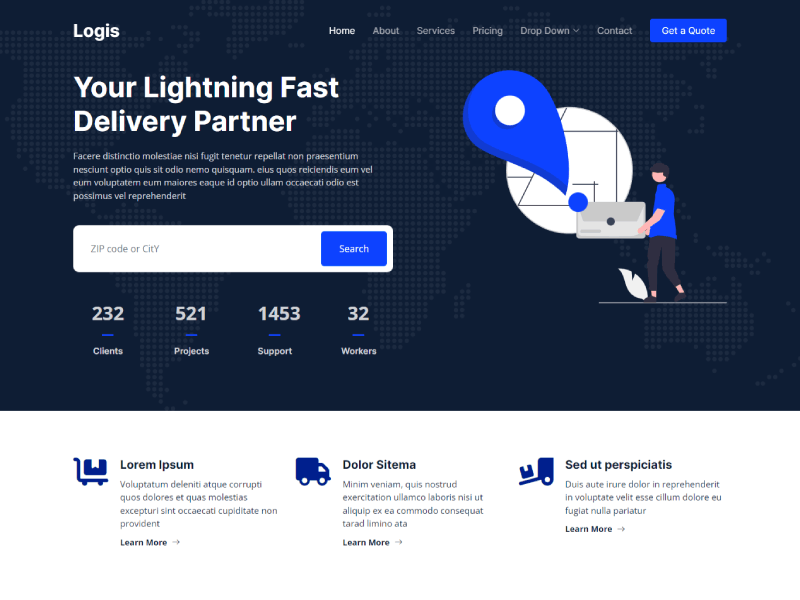 Logis
Home About Services Pricing Drop Down Contact Get a Quote
Your Lightning Fast
Delivery Partner
Facere distinctio molestiae nisi fugit tenetur repellat non praesentium
nesciunt optio quis sit odio nemo quisquam. eius quos reiciendis eum vel
eum voluptatem eum maiores eaque id optio ullam occaecati odio est
possimus vel reprehenderit
ZIP code or CitY Search
232 521 1453 32
Clients Projects Support Workers
Lorem Ipsum
Voluptatum deleniti atque corrupti
quos dolores et quas molestias
excepturi sint occaecati cupiditate non
provident
Learn More
Dolor Sitema
Minim veniam, quis nostrud
exercitation ullamco laboris nisi ut
aliquip ex ea commodo consequat
tarad limino ata
Learn More
Sed ut perspiciatis
Duis aute irure dolor in reprehenderit
in voluptate velit esse cillum dolore eu
fugiat nulla pariatur
Learn More